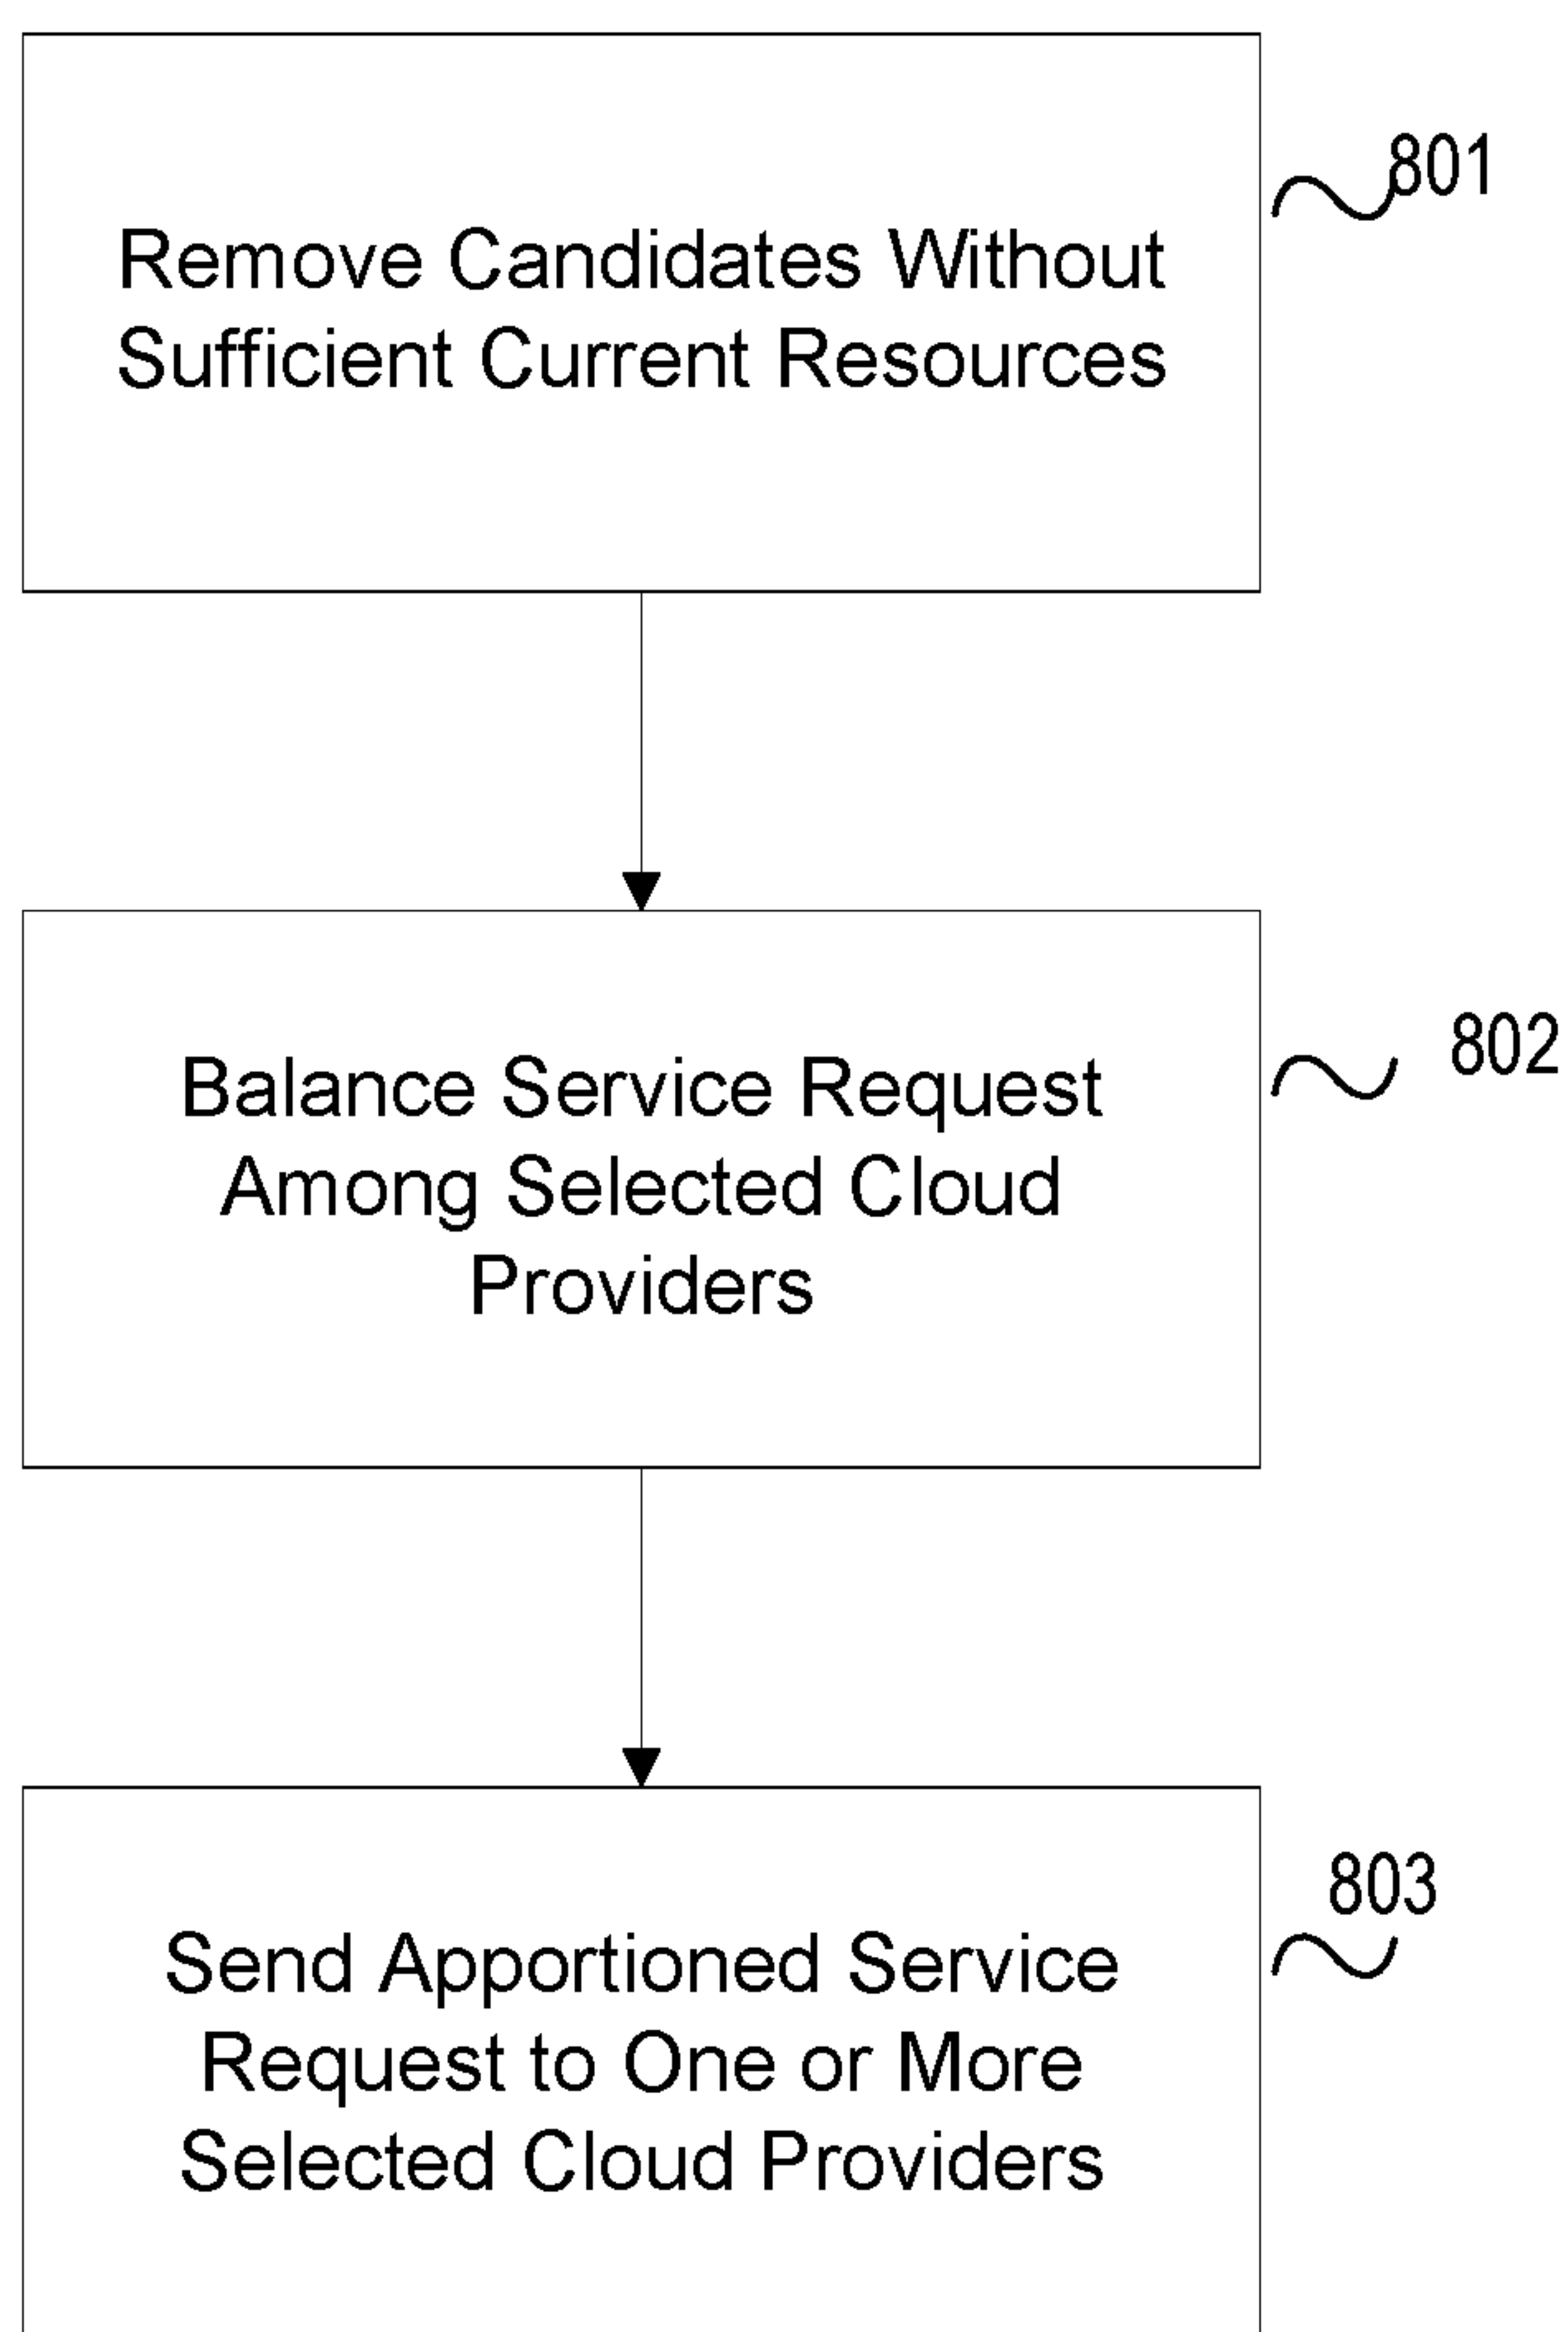 801
Remove Candidates Without
Sufficient Current Resources
802
Balance Service Request
Among Selected Cloud
Providers
803
Send Apportioned Service
Request to One or More
Selected Cloud Providers